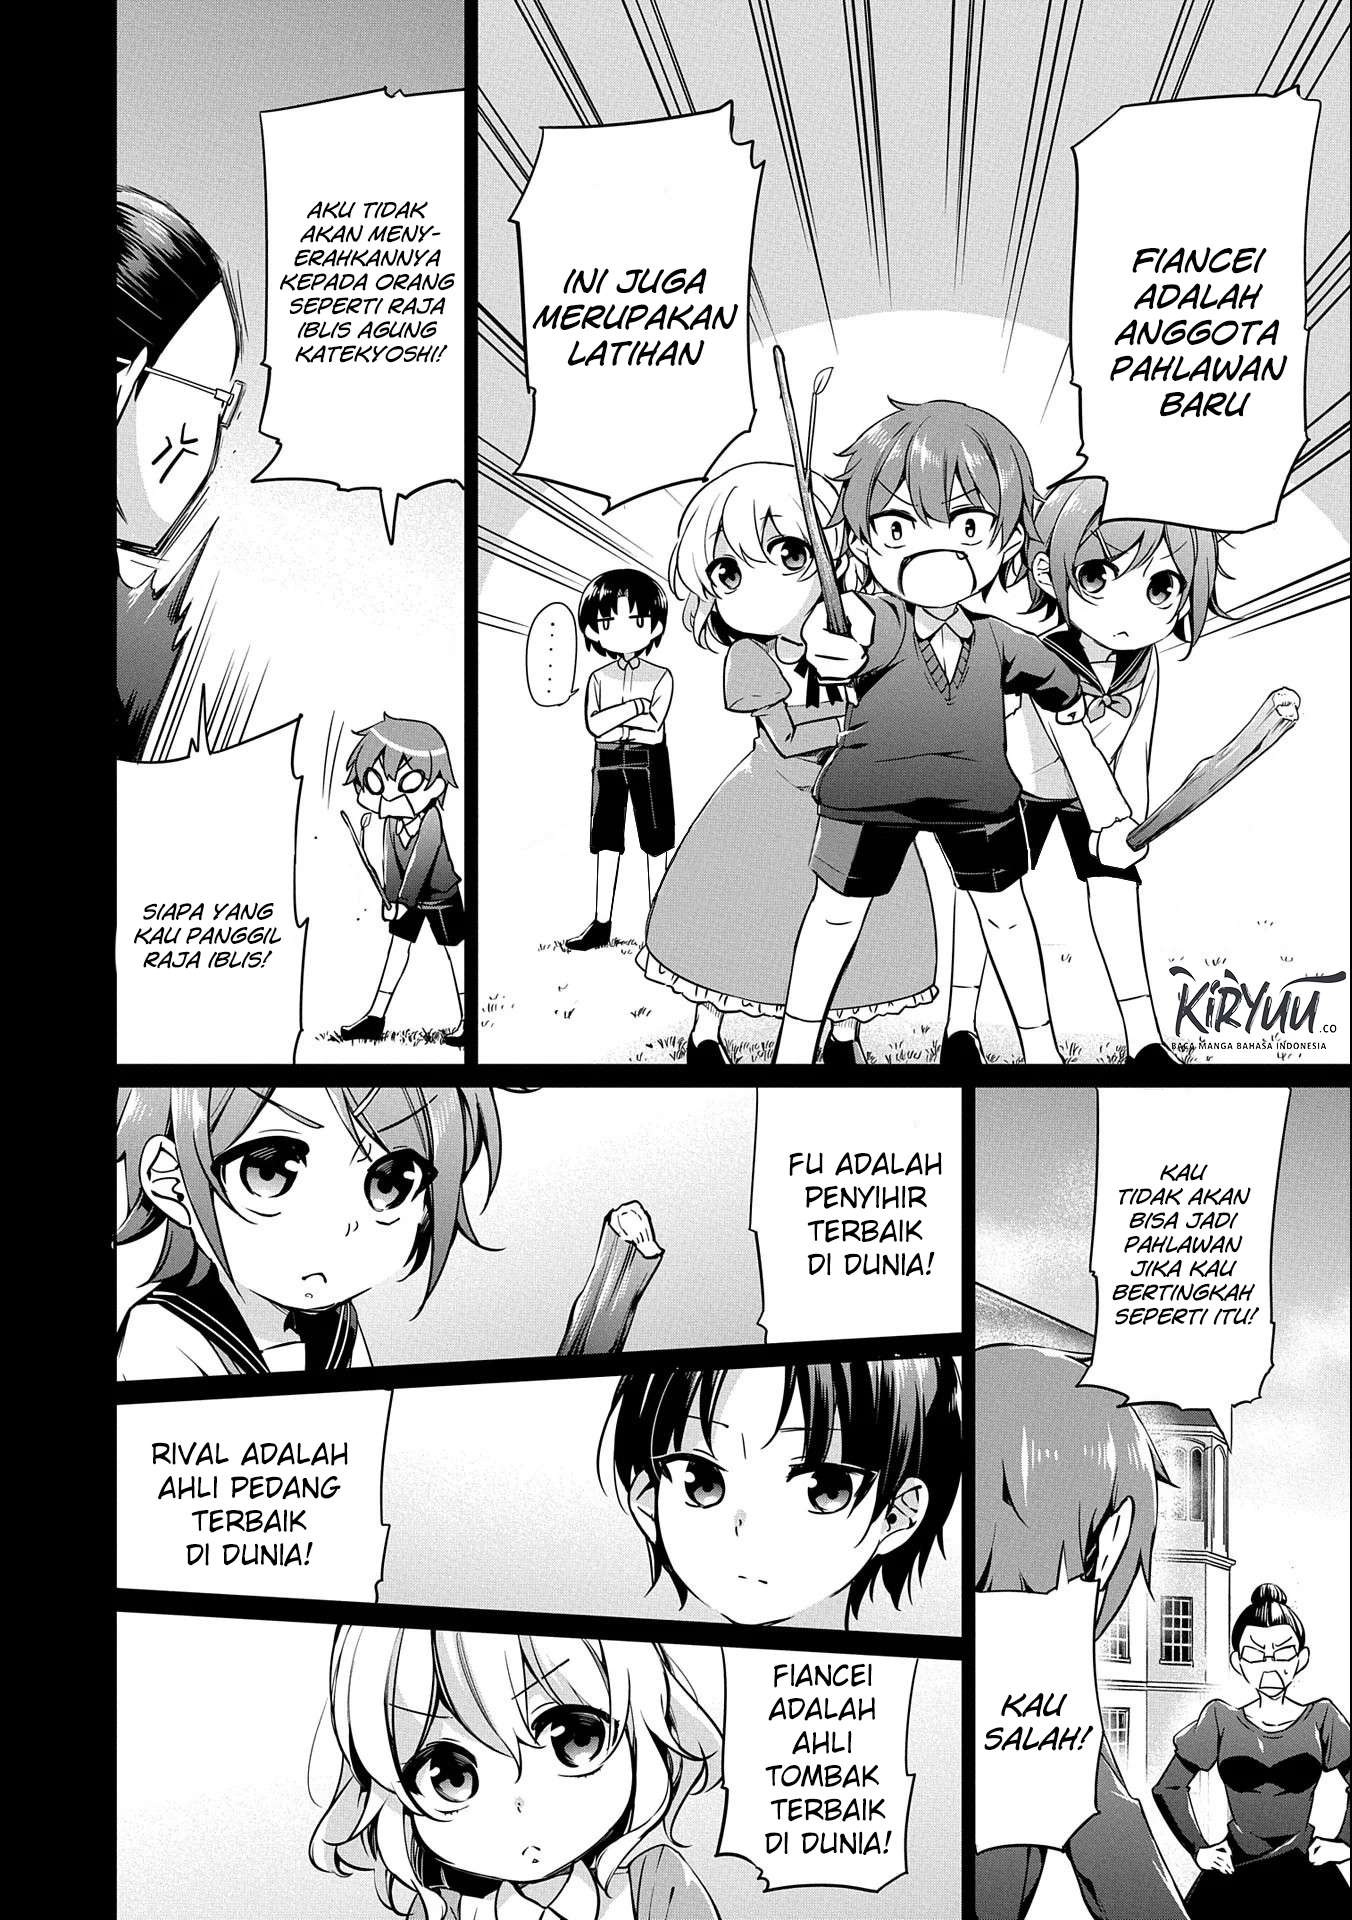 FIANCEI
ADALAH
ANGGOTA
PAHLAWAN
BARU
INI JUGA
MERUPAKAN
LATIHAN
......
AKU TIDAK
AKAN MENY-
ERAHKANNYA
KEPADA ORANG
SEPERTI RAJA
IBLIS AGUNG
KATEKYOSHI!
SIAPA YANG
KAU PANGGIL
RAJA IBLIS!
KIRYUU.CO
BACA MANGA BAHASA INDONESIA
KAU
TIDAK AKAN
BISA JADI
PAHLAWAN
JIKA KAU
BERTINGKAH
SEPERTI ITU!
KAU
SALAH!
FU ADALAH
PENYIHIR
TERBAIK
DI DUNIA!
RIVAL ADALAH
AHLI PEDANG
TERBAIK
DI DUNIA!
FIANCEI
ADALAH
AHLI
TOMBAK
TERBAIK
DI DUNIA!